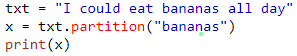 txt = "I could eat bananas all day"
x = txt.partition("bananas")
print(x)